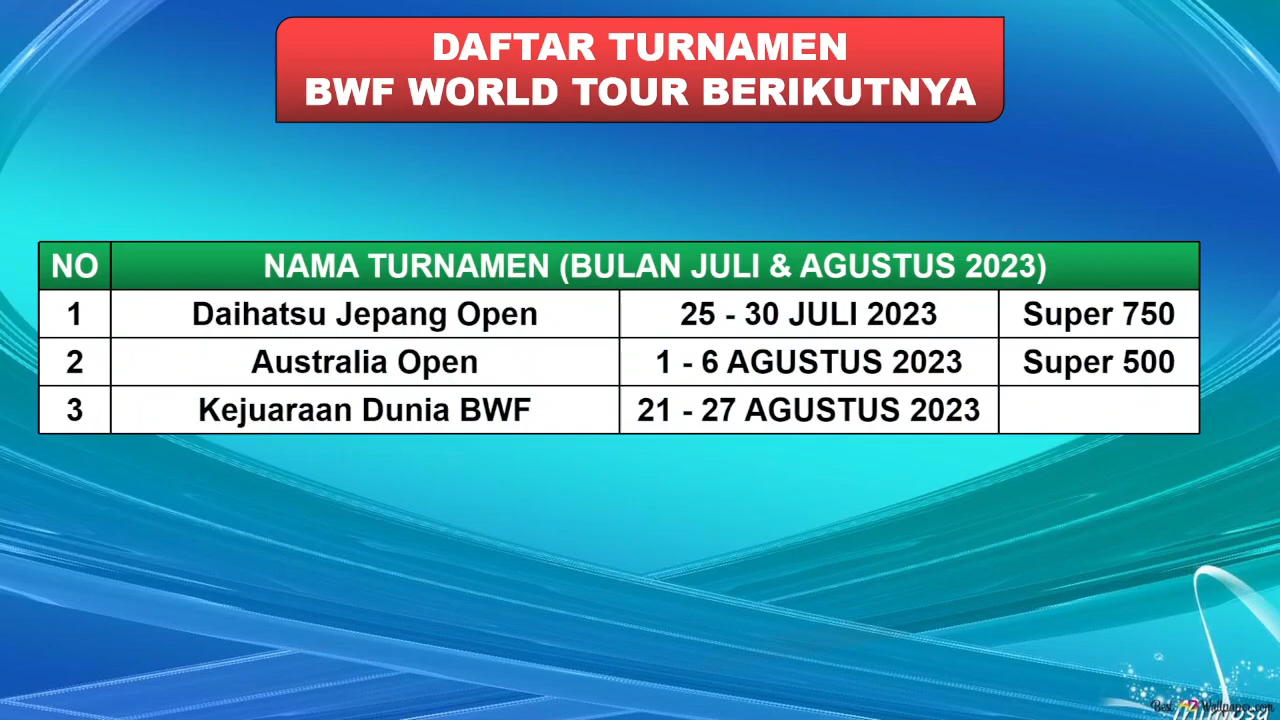 DAFTAR TURNAMEN
BWF WORLD TOUR BERIKUTNYA
NO NAMA TURNAMEN (BULAN JULI & AGUSTUS 2023)
1 Daihatsu Jepang Open 25 - 30 JULI 2023 Super 750
2 Australia Open 1 - 6 AGUSTUS 2023 Super 500
3 Kejuaraan Dunia BWF 21 - 27 AGUSTUS 2023